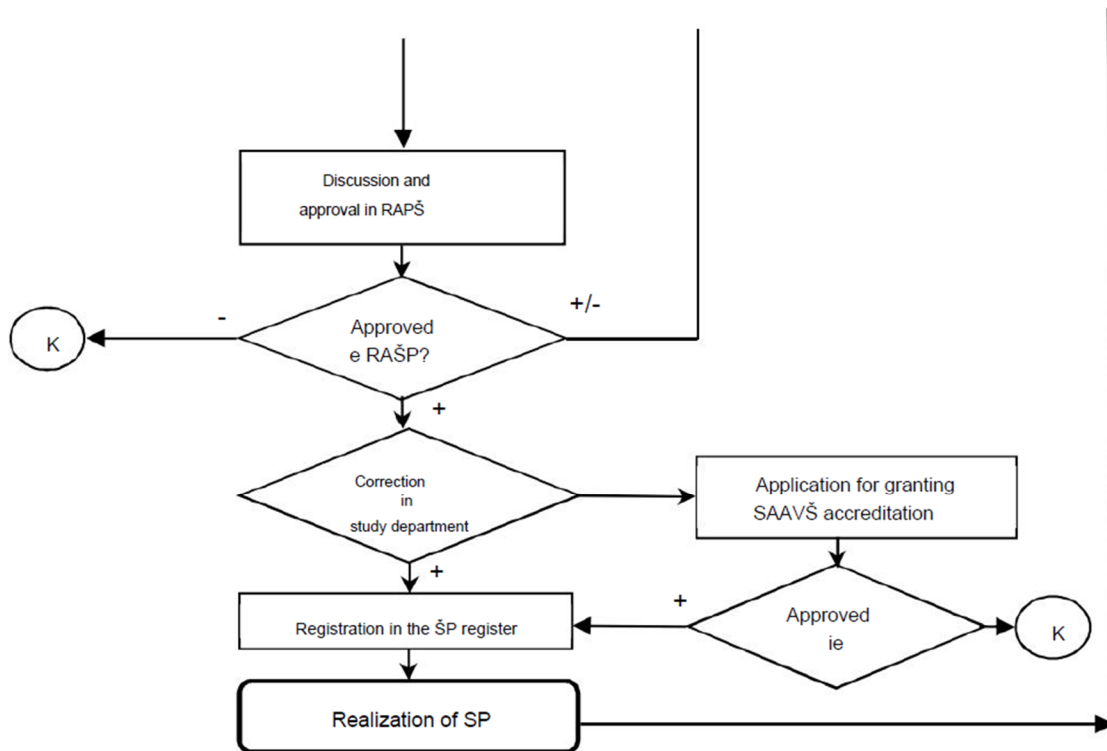 Discussion and
approval in RAPŠ
-
+/-
K
Approved
e RAŠP?
+
Correction
in
study department
Application for granting
SAAVŠ accreditation
+
+
Registration in the ŠP register
Approved
ie
K
Realization of SP